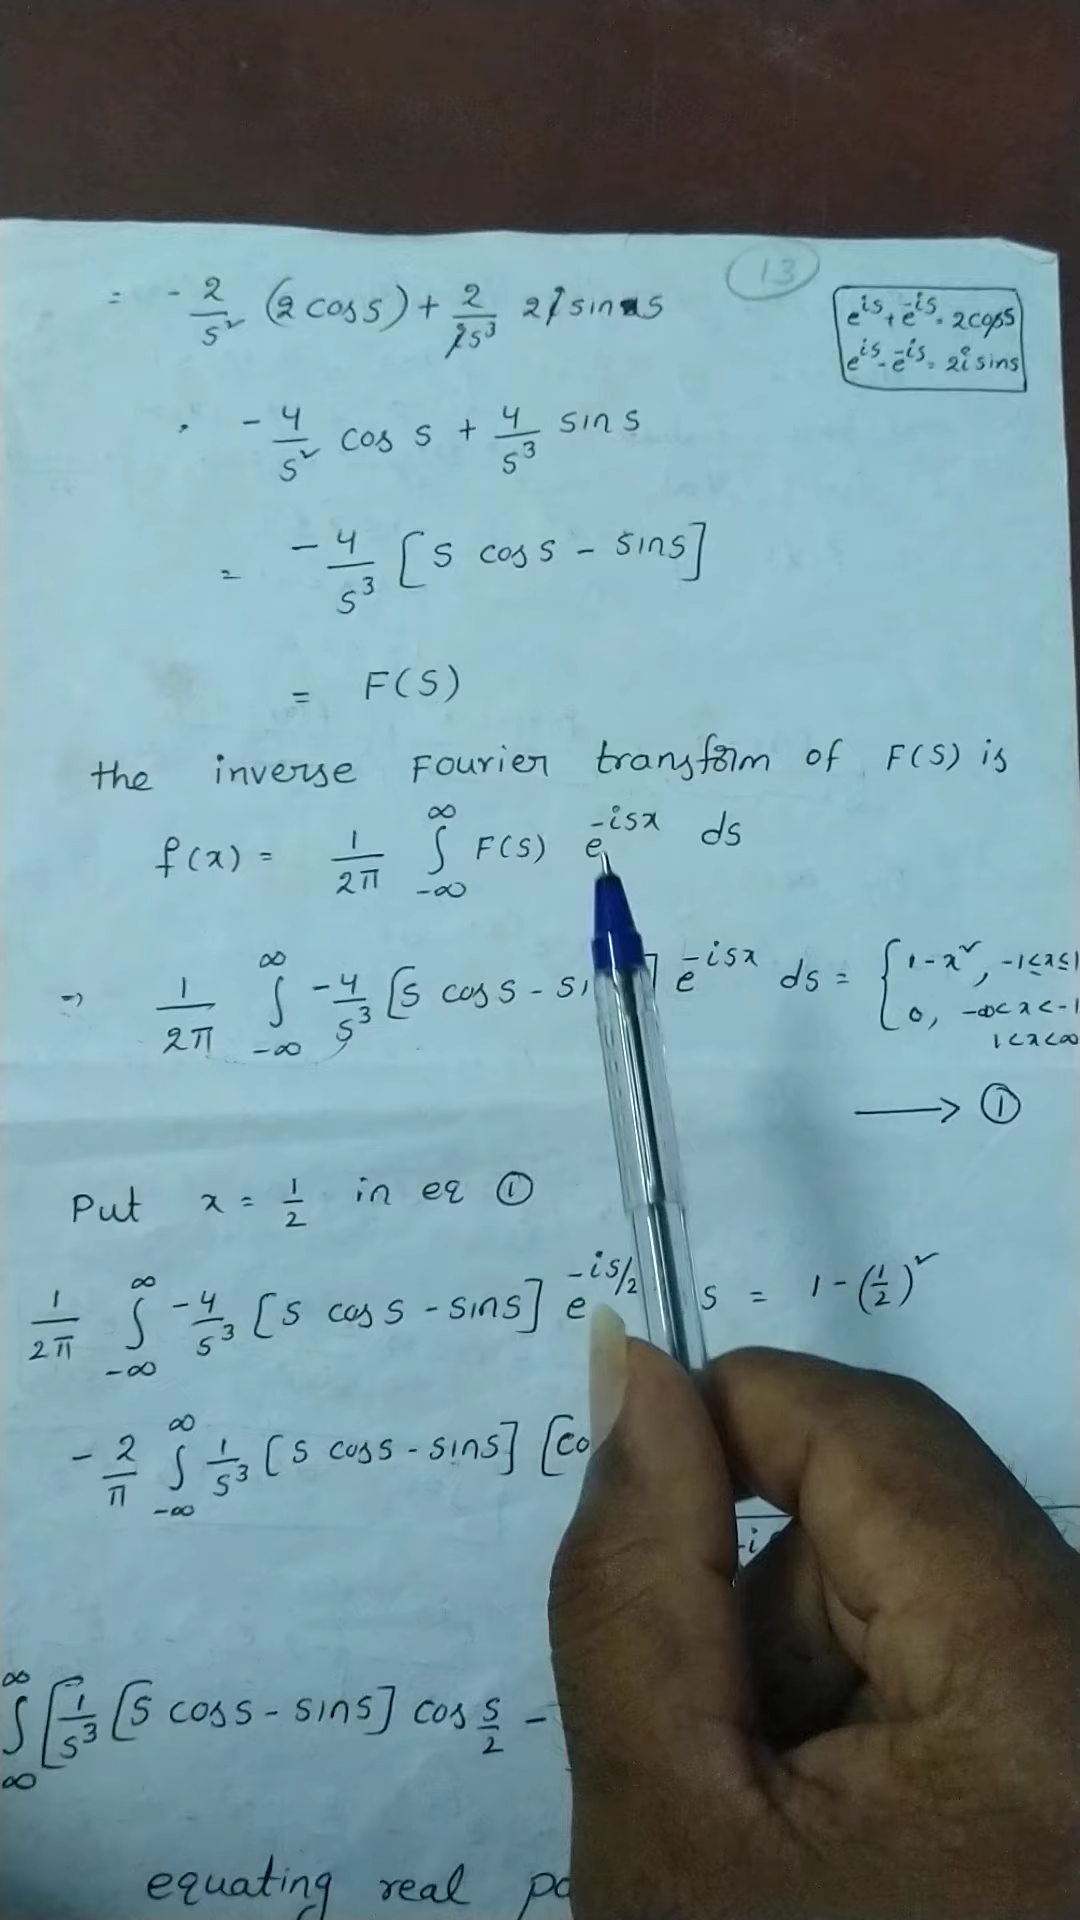 13
= - 2/s² (2 cos s) + 2/is³ 2i sin s
e^is + e^-is = 2 cos s
e^is - e^-is = 2i sin s
- 4/s² cos s + 4/s³ sin s
= -4/s³ [s cos s - sin s]
= F(s)
the inverse Fourier transform of F(s) is
f(x) = 1/2π ∫_{-∞}^{∞} F(s) e^-isx ds
⇒ 1/2π ∫_{-∞}^{∞} -4/s³ [s cos s - si ] e^-isx ds = { 1-x², -1≤x≤1
0, -∞<x<-1
1<x<∞
→ ①
Put x = 1/2 in eq ①
1/2π ∫_{-∞}^{∞} -4/s³ [s cos s - sin s] e^-is/2 s = 1-(1/2)²
- 2/π ∫_{-∞}^{∞} 1/s³ [s cos s - sin s] [co
-i
∫_{∞}^{∞} [1/s³ [s cos s - sin s] cos s/2 -
equating real